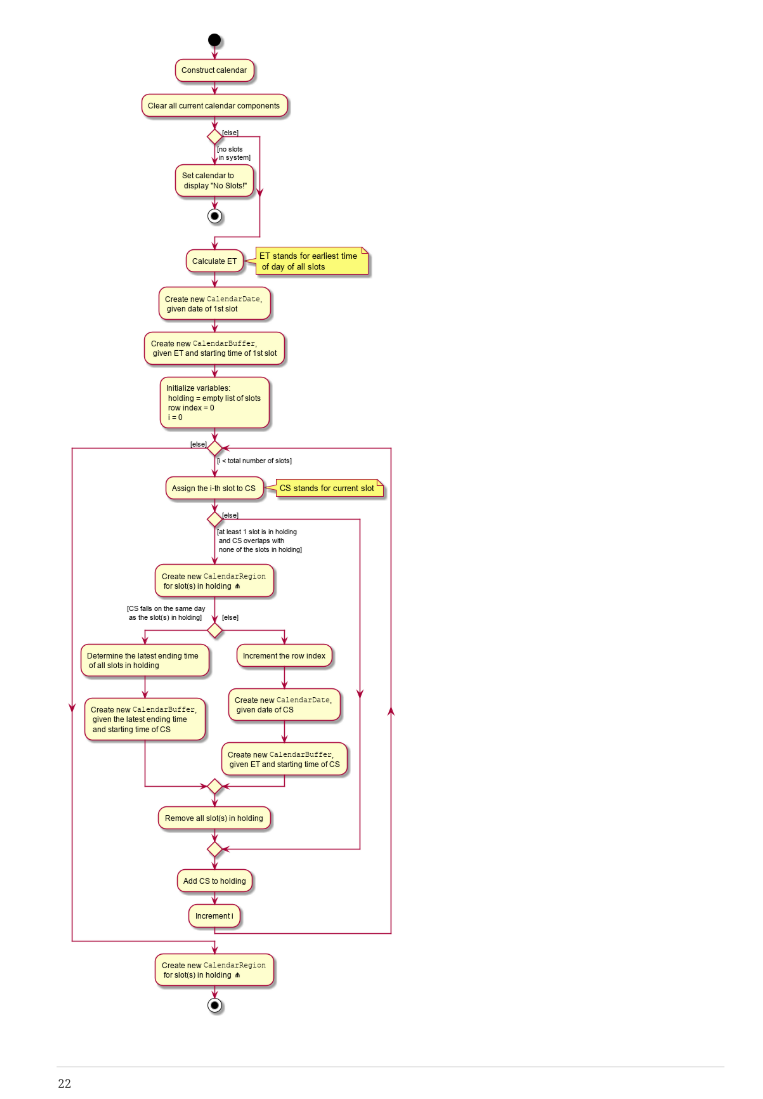 Construct calendar
Clear all current calendar components
[else]
[no slots
in system]
Set calendar to
display "No Slots!"
Calculate ET
ET stands for earliest time
of day of all slots
Create new CalendarDate,
given date of 1st slot
Create new CalendarBuffer,
given ET and starting time of 1st slot
Initialize variables:
holding = empty list of slots
row index = 0
i = 0
[else]
[i < total number of slots]
Assign the i-th slot to CS
CS stands for current slot
[else]
[at least 1 slot is in holding
and CS overlaps with
none of the slots in holding]
Create new CalendarRegion
for slot(s) in holding ⋔
[CS falls on the same day
as the slot(s) in holding]
[else]
Determine the latest ending time
of all slots in holding
Create new CalendarBuffer,
given the latest ending time
and starting time of CS
Increment the row index
Create new CalendarDate,
given date of CS
Create new CalendarBuffer,
given ET and starting time of CS
Remove all slot(s) in holding
Add CS to holding
Increment i
Create new CalendarRegion
for slot(s) in holding ⋔
22